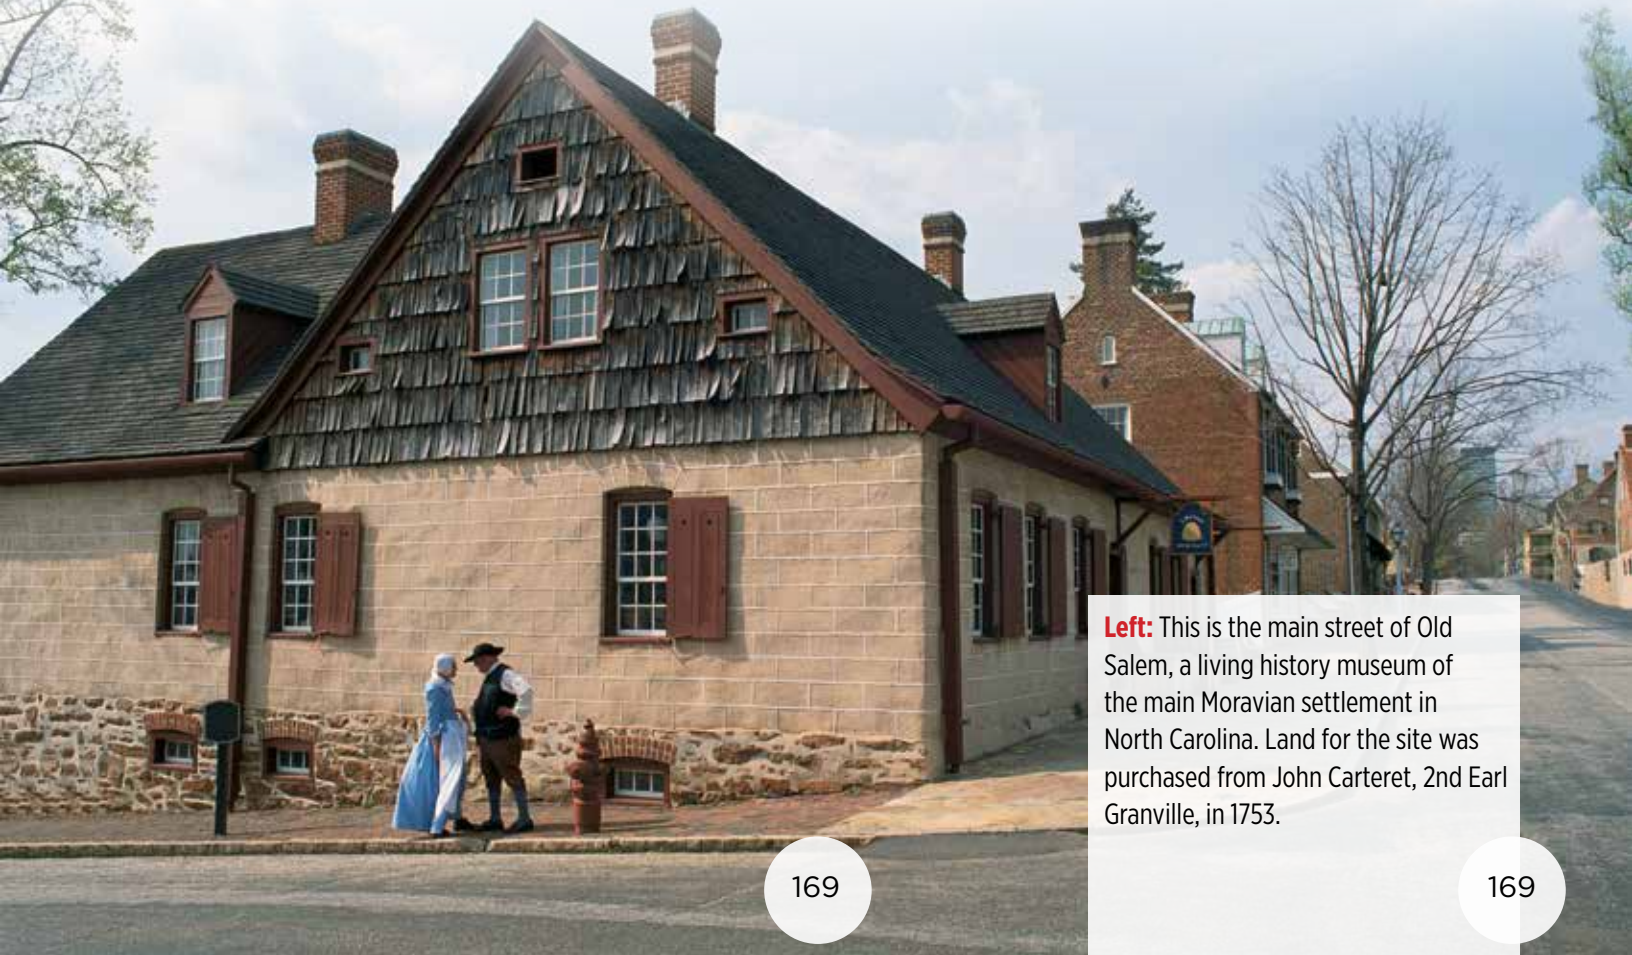 Left: This is the main street of Old
Salem, a living history museum of
the main Moravian settlement in
North Carolina. Land for the site was
purchased from John Carteret, 2nd Earl
Granville, in 1753.
169
169